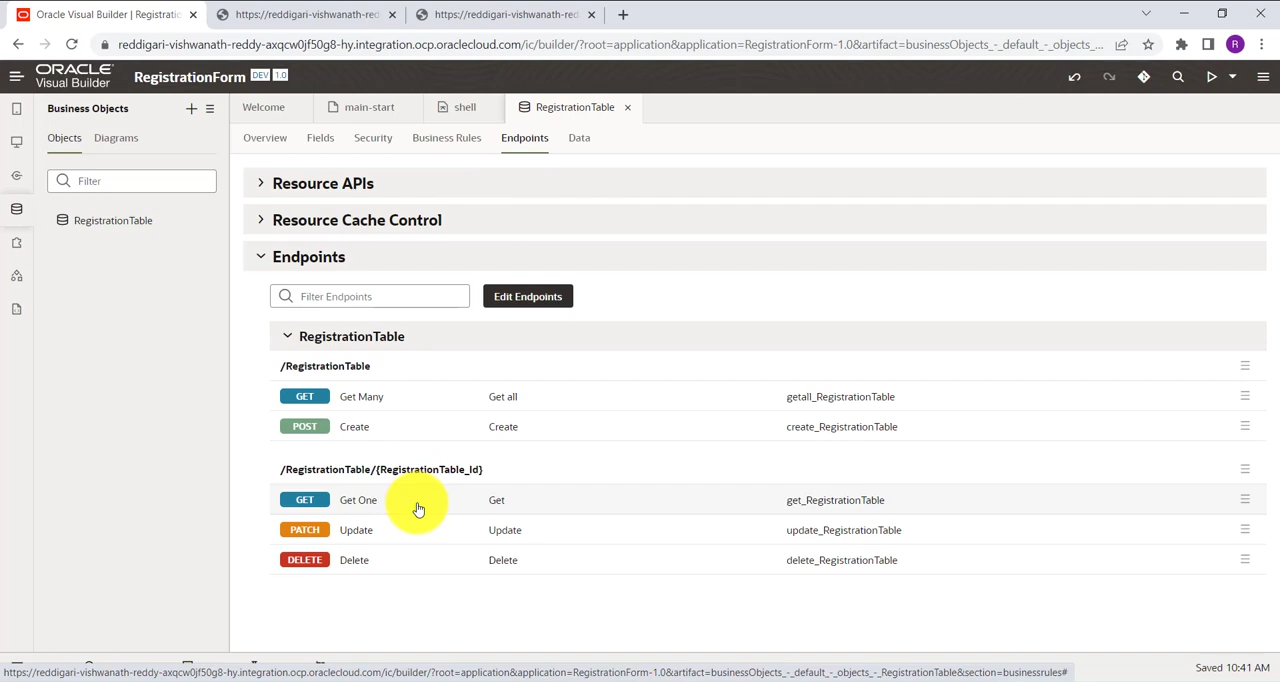 Oracle Visual Builder | Registratio
https://reddigari-vishwanath-red
https://reddigari-vishwanath-red
reddigari-vishwanath-reddy-axqcw0jf50g8-hy.integration.ocp.oraclecloud.com/ic/builder/?root=application&application=RegistrationForm-1.0&artifact=businessObjects_-_default_-_objects_...
R
ORACLE
Visual Builder
RegistrationForm DEV 1.0
Business Objects
Welcome main-start shell RegistrationTable
Objects Diagrams
Overview Fields Security Business Rules Endpoints Data
Filter
RegistrationTable
Resource APIs
Resource Cache Control
Endpoints
Filter Endpoints Edit Endpoints
RegistrationTable
/RegistrationTable
GET Get Many Get all getall_RegistrationTable
POST Create Create create_RegistrationTable
/RegistrationTable/{RegistrationTable_Id}
GET Get One Get get_RegistrationTable
PATCH Update Update update_RegistrationTable
DELETE Delete Delete delete_RegistrationTable
https://reddigari-vishwanath-reddy-axqcw0jf50g8-hy.integration.ocp.oraclecloud.com/ic/builder/?root=application&application=RegistrationForm-1.0&artifact=businessObjects_-_default_-_objects_-_RegistrationTable&section=businessrules#
Saved 10:41 AM